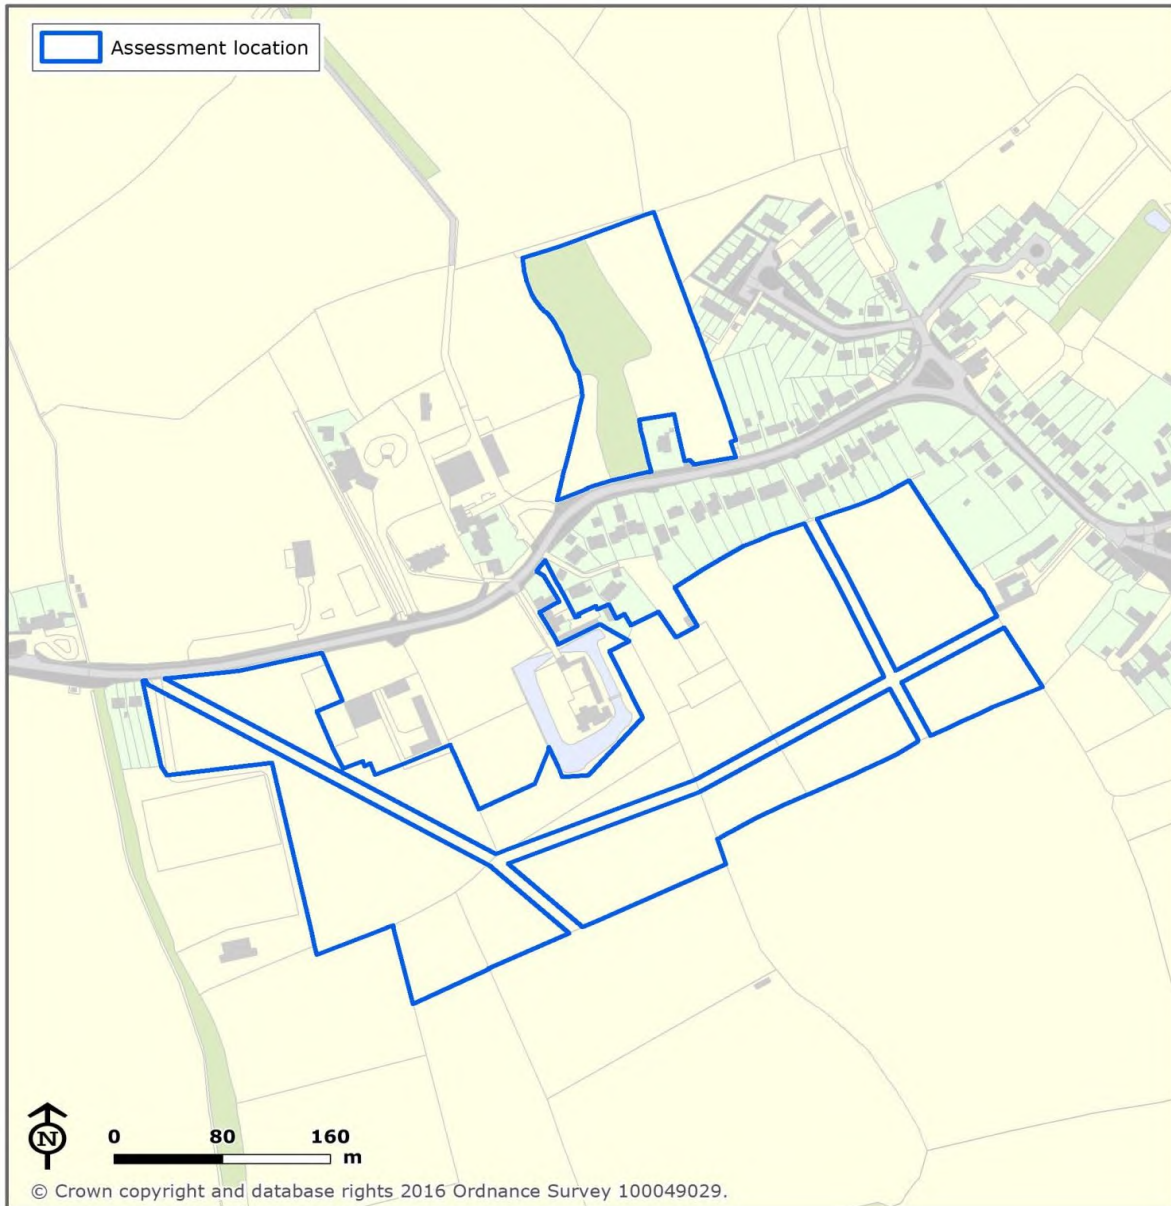 Assessment location
N
0 80 160
m
© Crown copyright and database rights 2016 Ordnance Survey 100049029.